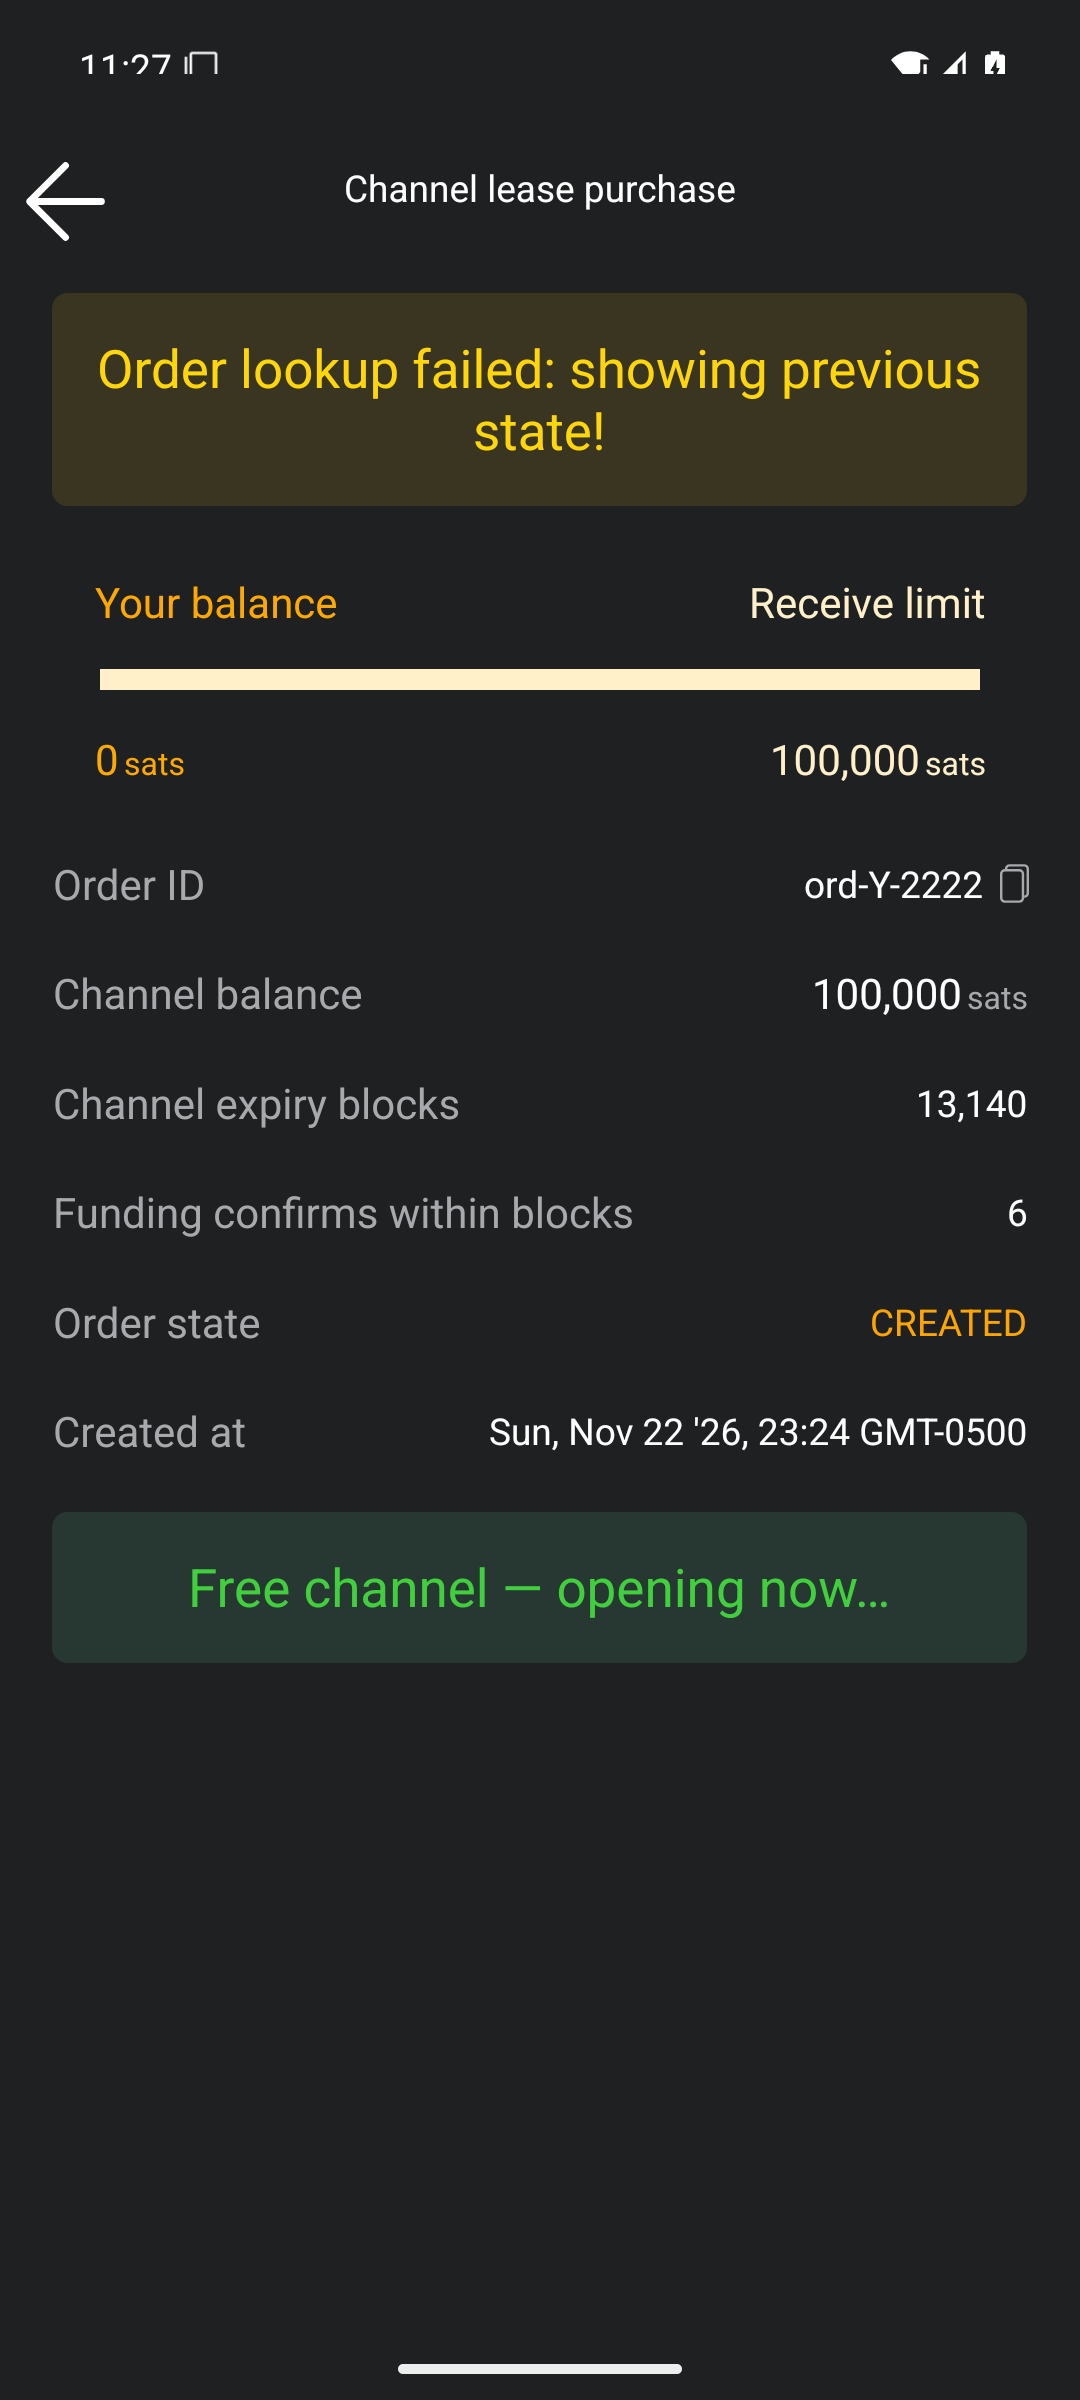 11:27
Channel lease purchase
Order lookup failed: showing previous
state!
Your balance Receive limit
0 sats 100,000 sats
Order ID ord-Y-2222
Channel balance 100,000 sats
Channel expiry blocks 13,140
Funding confirms within blocks 6
Order state CREATED
Created at Sun, Nov 22 '26, 23:24 GMT-0500
Free channel — opening now...